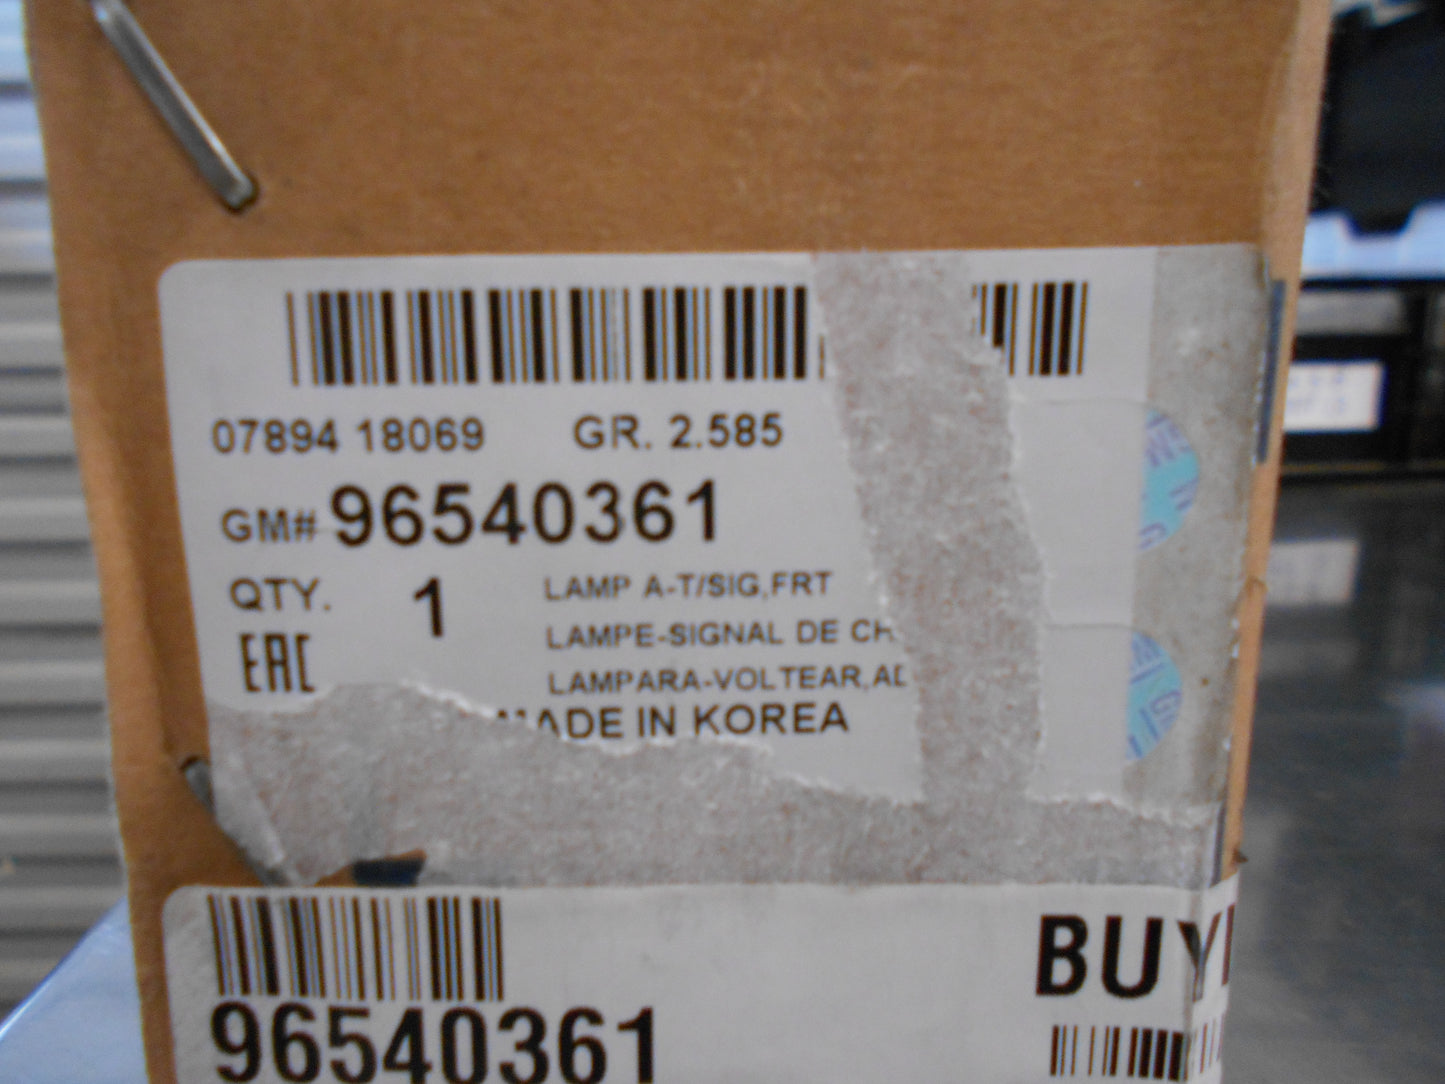 07894 18069 GR. 2.585
GM# 96540361
QTY. 1 LAMP A-T/SIG,FRT
EAC LAMPE-SIGNAL DE CH
LAMPARA-VOLTEAR,AD
MADE IN KOREA
96540361
BUY